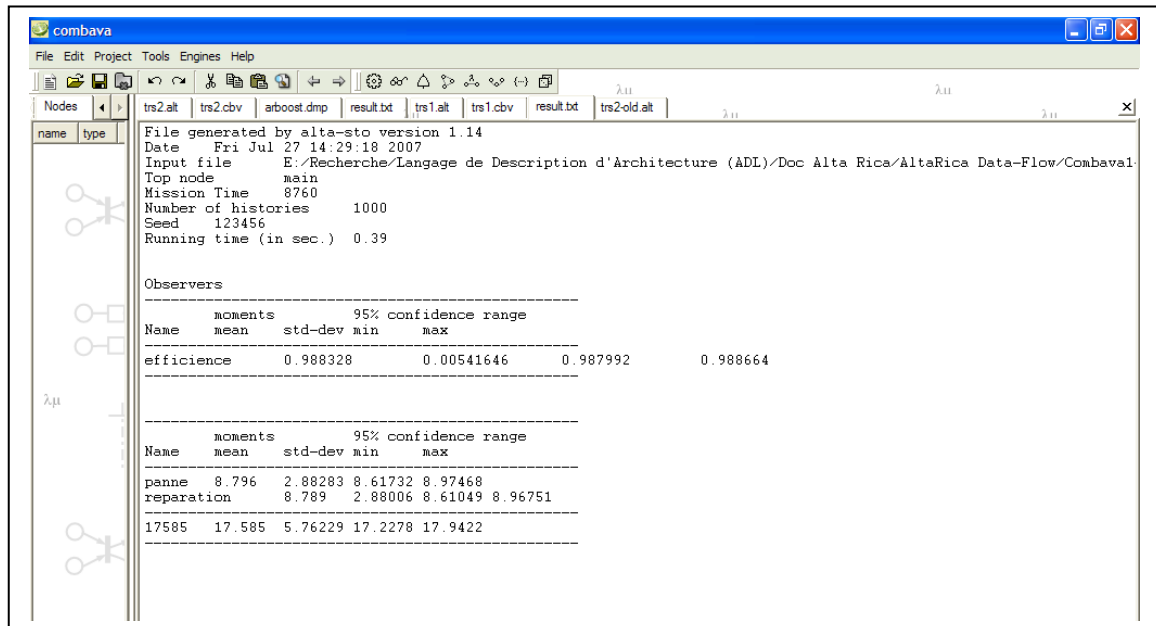 combava
File Edit Project Tools Engines Help
λμ λμ
Nodes trs2.alt trs2.cbv arboost.dmp result.txt trs1.alt trs1.cbv result.txt trs2-old.alt
λμ λμ
name type
File generated by alta-sto version 1.14
Date Fri Jul 27 14:29:18 2007
Input file E:/Recherche/Langage de Description d'Architecture (ADL)/Doc Alta Rica/AltaRica Data-Flow/Combava1
Top node main
Mission Time 8760
Number of histories 1000
Seed 123456
Running time (in sec.) 0.39
Observers
moments 95% confidence range
Name mean std-dev min max
efficience 0.988328 0.00541646 0.987992 0.988664
λμ
moments 95% confidence range
Name mean std-dev min max
panne 8.796 2.88283 8.61732 8.97468
reparation 8.789 2.88006 8.61049 8.96751
17585 17.585 5.76229 17.2278 17.9422